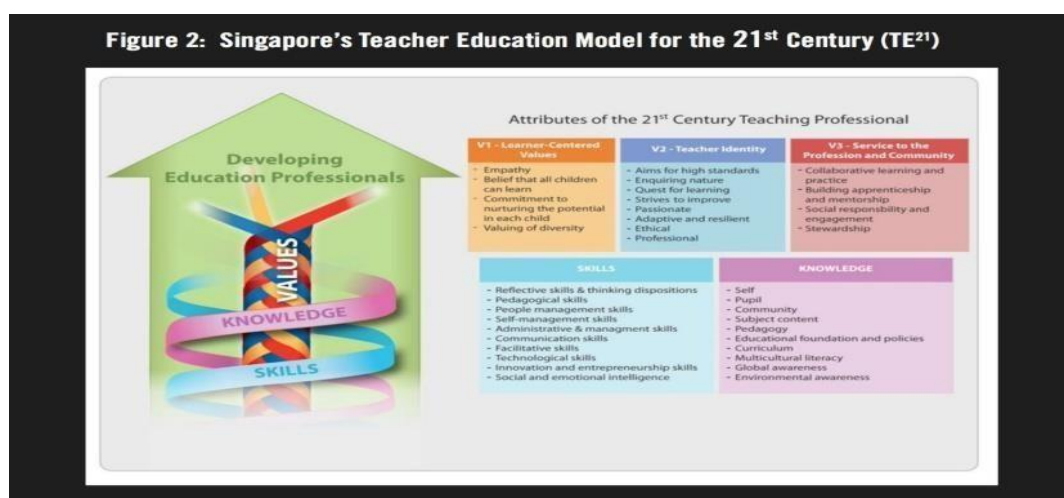 Figure 2: Singapore's Teacher Education Model for the 21st Century (TE21)
Developing
Education Professionals
VALUES
KNOWLEDGE
SKILLS
Attributes of the 21st Century Teaching Professional
V1 - Learner-Centered
Values
- Empathy
- Belief that all children
can learn
- Commitment to
nurturing the potential
in each child
- Valuing of diversity
V2 - Teacher Identity
- Aims for high standards
- Enquiring nature
- Quest for learning
- Strives to improve
- Passionate
- Adaptive and resilient
- Ethical
- Professional
V3 - Service to the
Profession and Community
- Collaborative learning and
practice
- Building apprenticeship
and mentorship
- Social responsbility and
engagement
- Stewardship
SKILLS
- Reflective skills & thinking dispositions
- Pedagogical skills
- People management skills
- Self-management skills
- Administrative & managment skills
- Communication skills
- Facilitative skills
- Technological skills
- Innovation and entrepreneurship skills
- Social and emotional intelligence
KNOWLEDGE
- Self
- Pupil
- Community
- Subject content
- Pedagogy
- Educational foundation and policies
- Curriculum
- Multicultural literacy
- Global awareness
- Environmental awareness